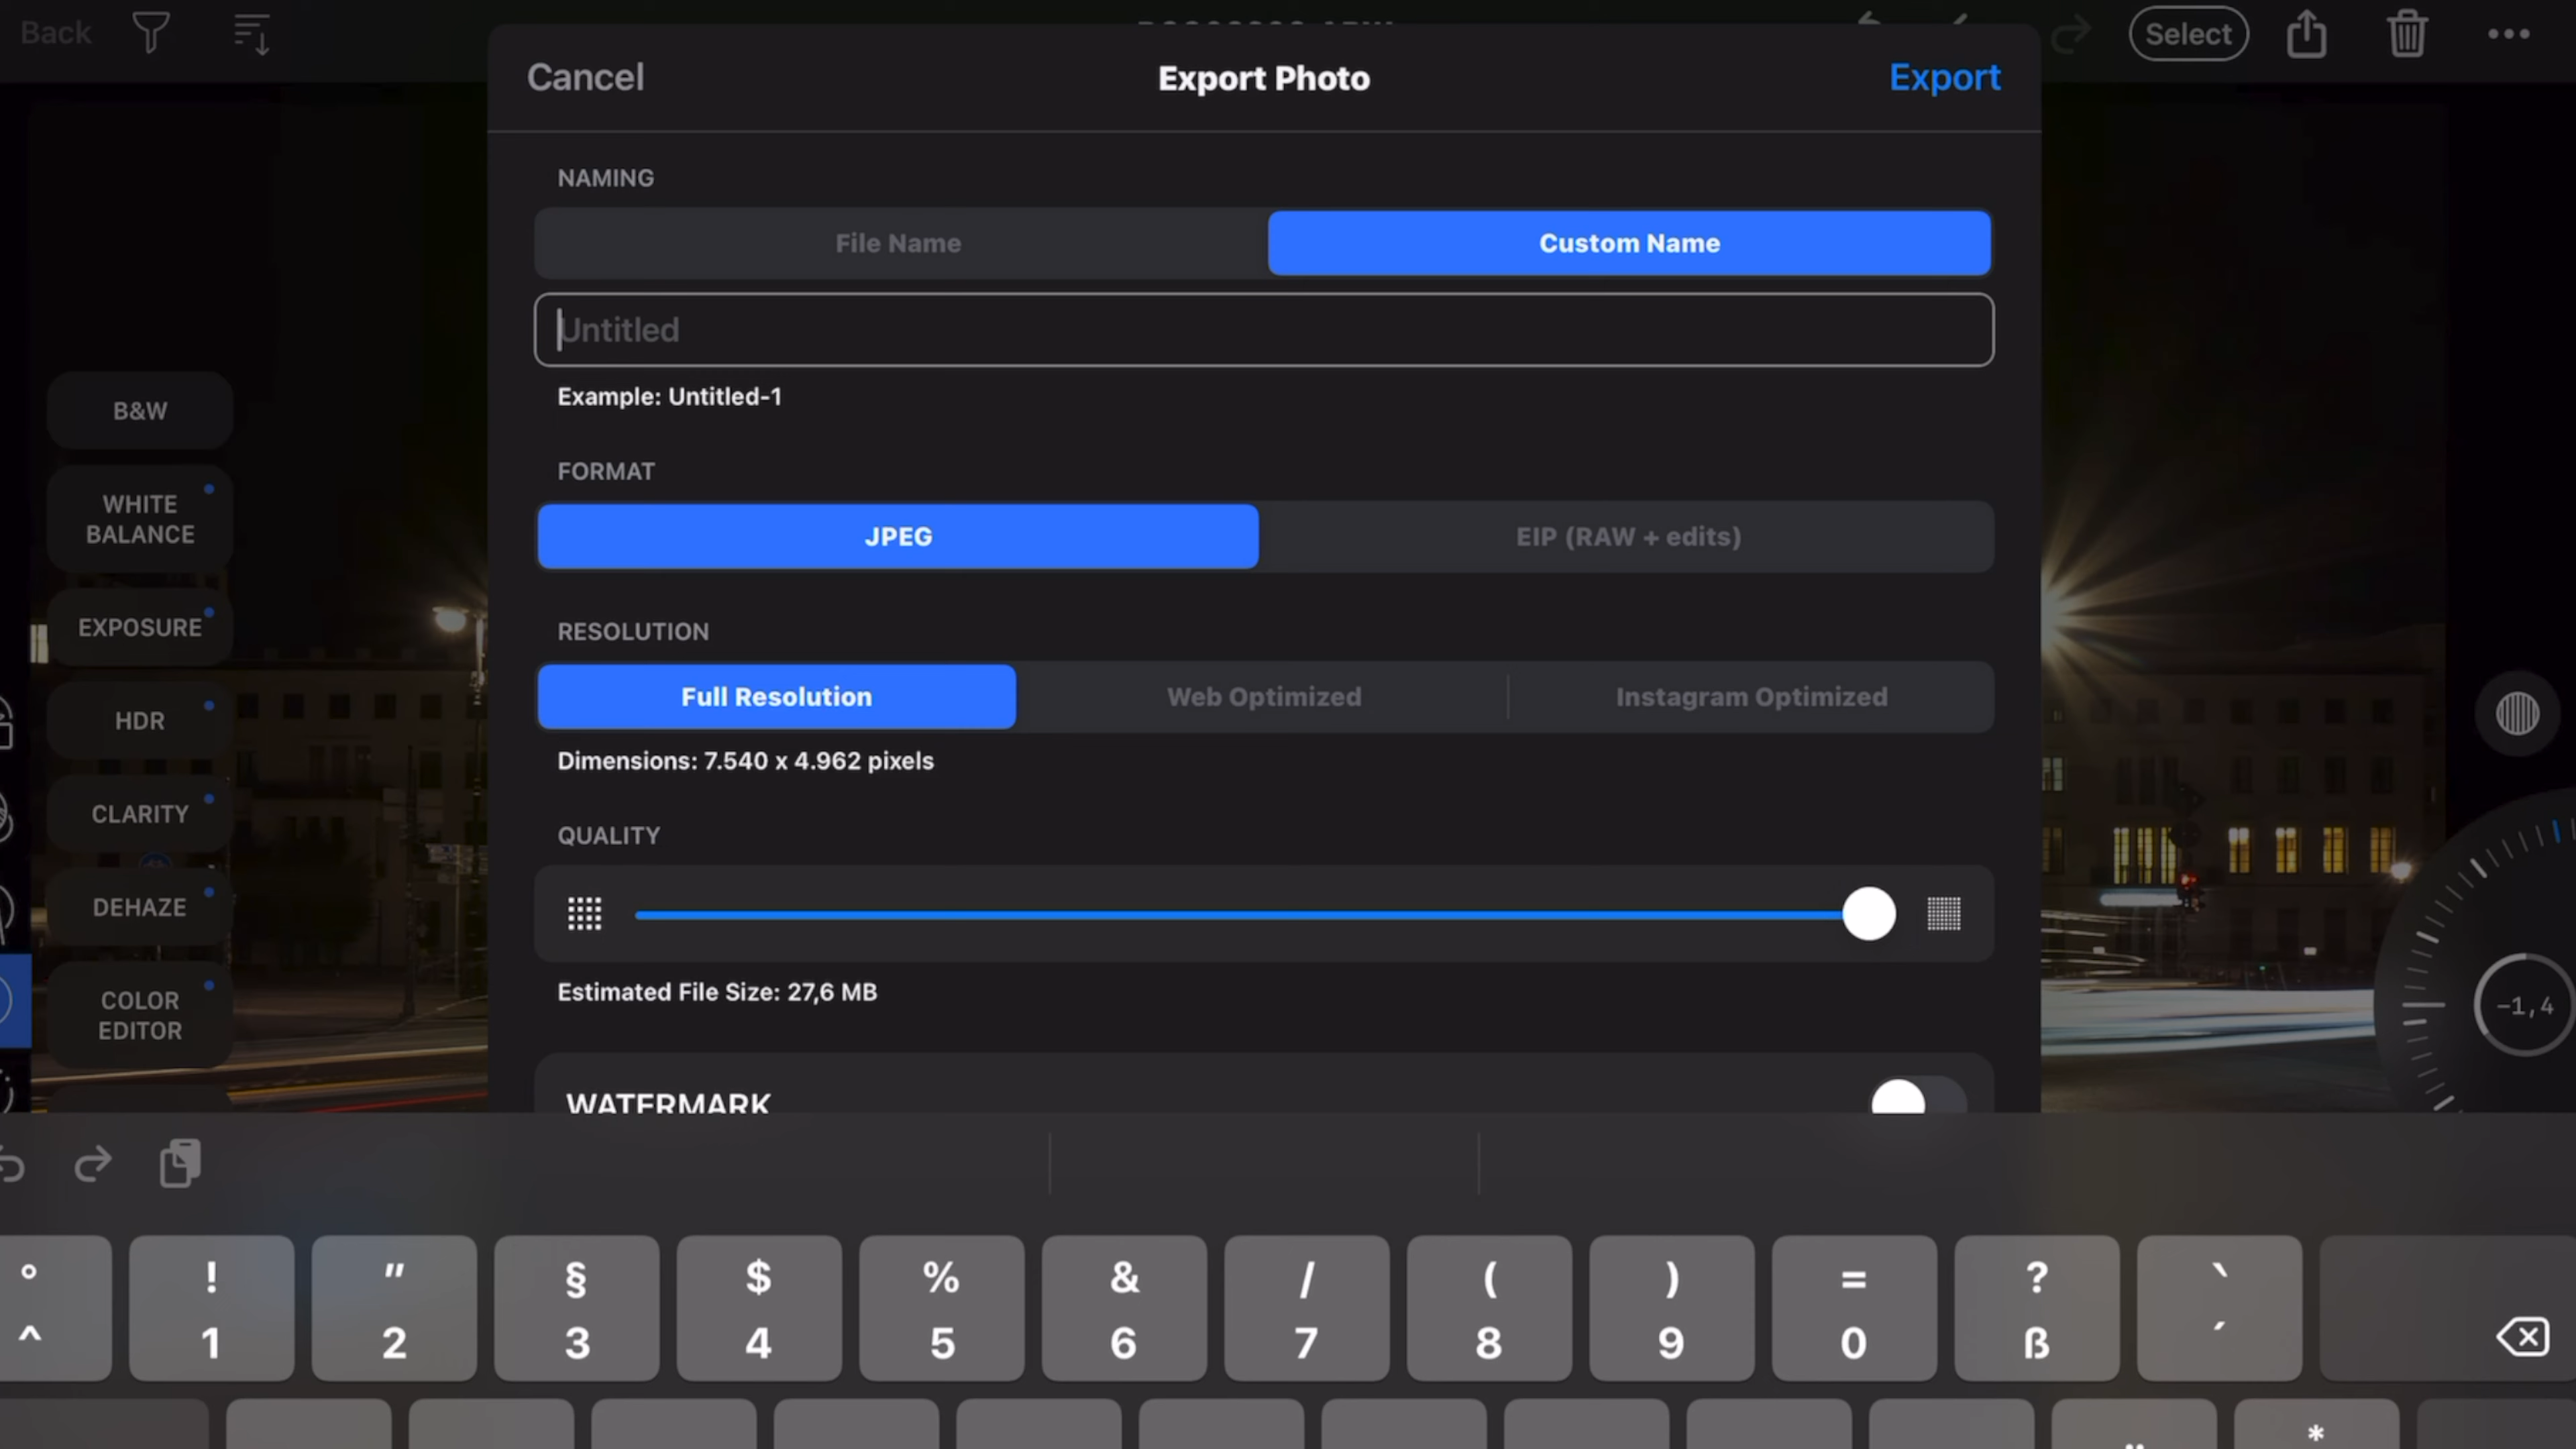 Back
Select
Cancel
Export Photo
Export
NAMING
File Name
Custom Name
Untitled
Example: Untitled-1
FORMAT
JPEG
EIP (RAW + edits)
RESOLUTION
Full Resolution
Web Optimized
Instagram Optimized
Dimensions: 7.540 x 4.962 pixels
QUALITY
Estimated File Size: 27,6 MB
WATERMARK
B&W
WHITE
BALANCE
EXPOSURE
HDR
CLARITY
DEHAZE
COLOR
EDITOR
-1,4
° ! " § $ % & / ( ) = ? `
^ 1 2 3 4 5 6 7 8 9 0 ß ´
¨ *